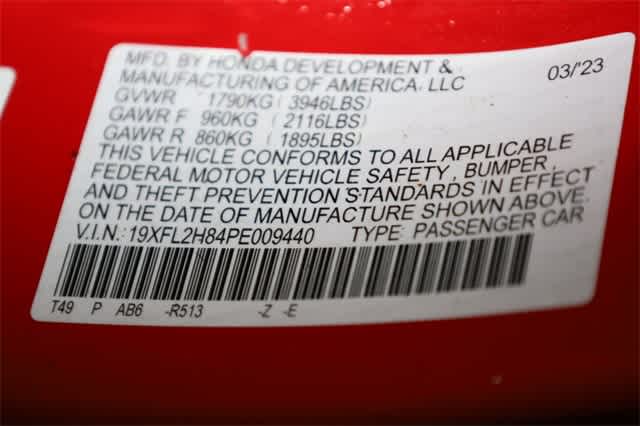 MFD. BY HONDA DEVELOPMENT &
MANUFACTURING OF AMERICA, LLC 03/'23
GVWR 1790KG ( 3946LBS)
GAWR F 960KG ( 2116LBS)
GAWR R 860KG ( 1895LBS)
THIS VEHICLE CONFORMS TO ALL APPLICABLE
FEDERAL MOTOR VEHICLE SAFETY, BUMPER,
AND THEFT PREVENTION STANDARDS IN EFFECT
ON THE DATE OF MANUFACTURE SHOWN ABOVE.
V.I.N.: 19XFL2H84PE009440 TYPE: PASSENGER CAR
T49 P AB6 -R513 -Z -E